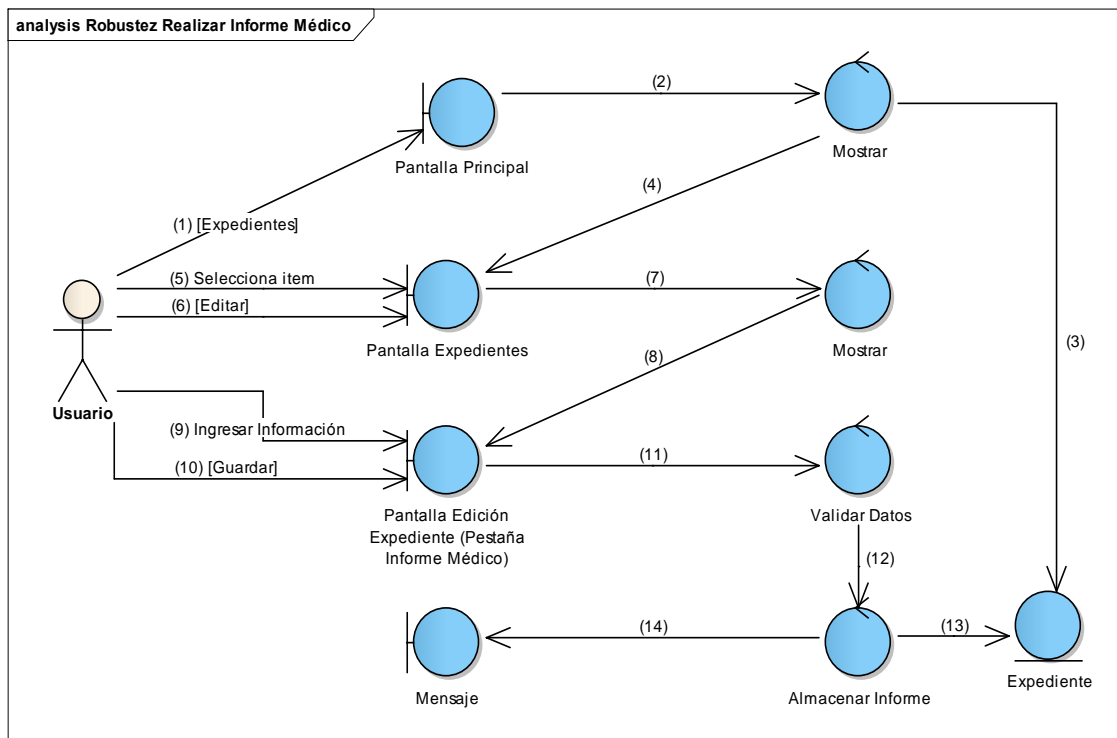 analysis Robustez Realizar Informe Médico
(2)
Pantalla Principal
Mostrar
(4)
(1) [Expedientes]
(5) Selecciona item
(7)
(6) [Editar]
Pantalla Expedientes
Mostrar
(3)
(8)
Usuario
(9) Ingresar Información
(10) [Guardar]
(11)
Pantalla Edición
Expediente (Pestaña
Informe Médico)
Validar Datos
(12)
(14)
(13)
Mensaje
Almacenar Informe
Expediente